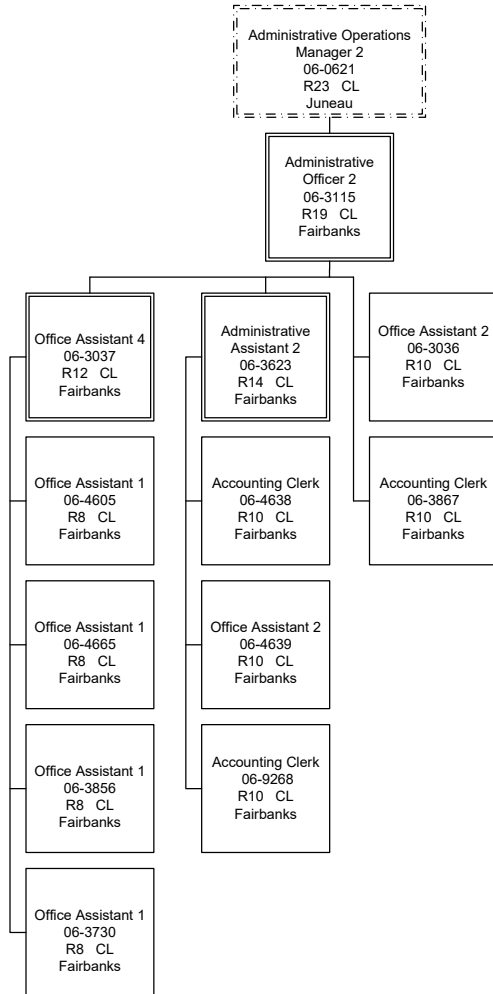 Administrative Operations
Manager 2
06-0621
R23 CL
Juneau
Administrative
Officer 2
06-3115
R19 CL
Fairbanks
Office Assistant 4
06-3037
R12 CL
Fairbanks
Administrative
Assistant 2
06-3623
R14 CL
Fairbanks
Office Assistant 2
06-3036
R10 CL
Fairbanks
Office Assistant 1
06-4605
R8 CL
Fairbanks
Accounting Clerk
06-4638
R10 CL
Fairbanks
Accounting Clerk
06-3867
R10 CL
Fairbanks
Office Assistant 1
06-4665
R8 CL
Fairbanks
Office Assistant 2
06-4639
R10 CL
Fairbanks
Office Assistant 1
06-3856
R8 CL
Fairbanks
Accounting Clerk
06-9268
R10 CL
Fairbanks
Office Assistant 1
06-3730
R8 CL
Fairbanks